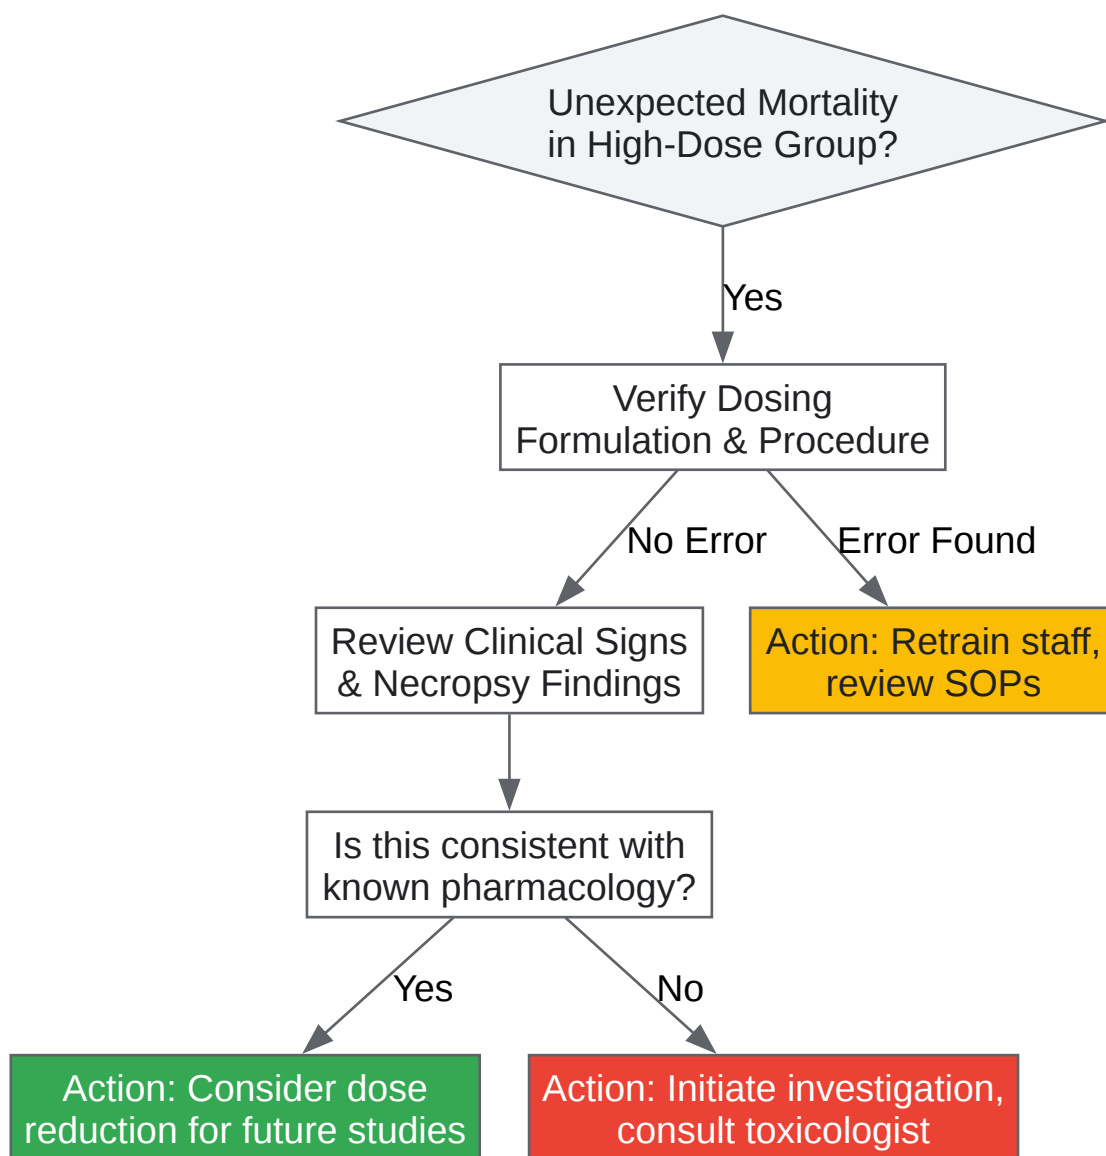 Unexpected Mortality
in High-Dose Group?
Yes
Verify Dosing
Formulation & Procedure
No Error
Error Found
Review Clinical Signs
& Necropsy Findings
Action: Retrain staff,
review SOPs
Is this consistent with
known pharmacology?
Yes
No
Action: Consider dose
reduction for future studies
Action: Initiate investigation,
consult toxicologist